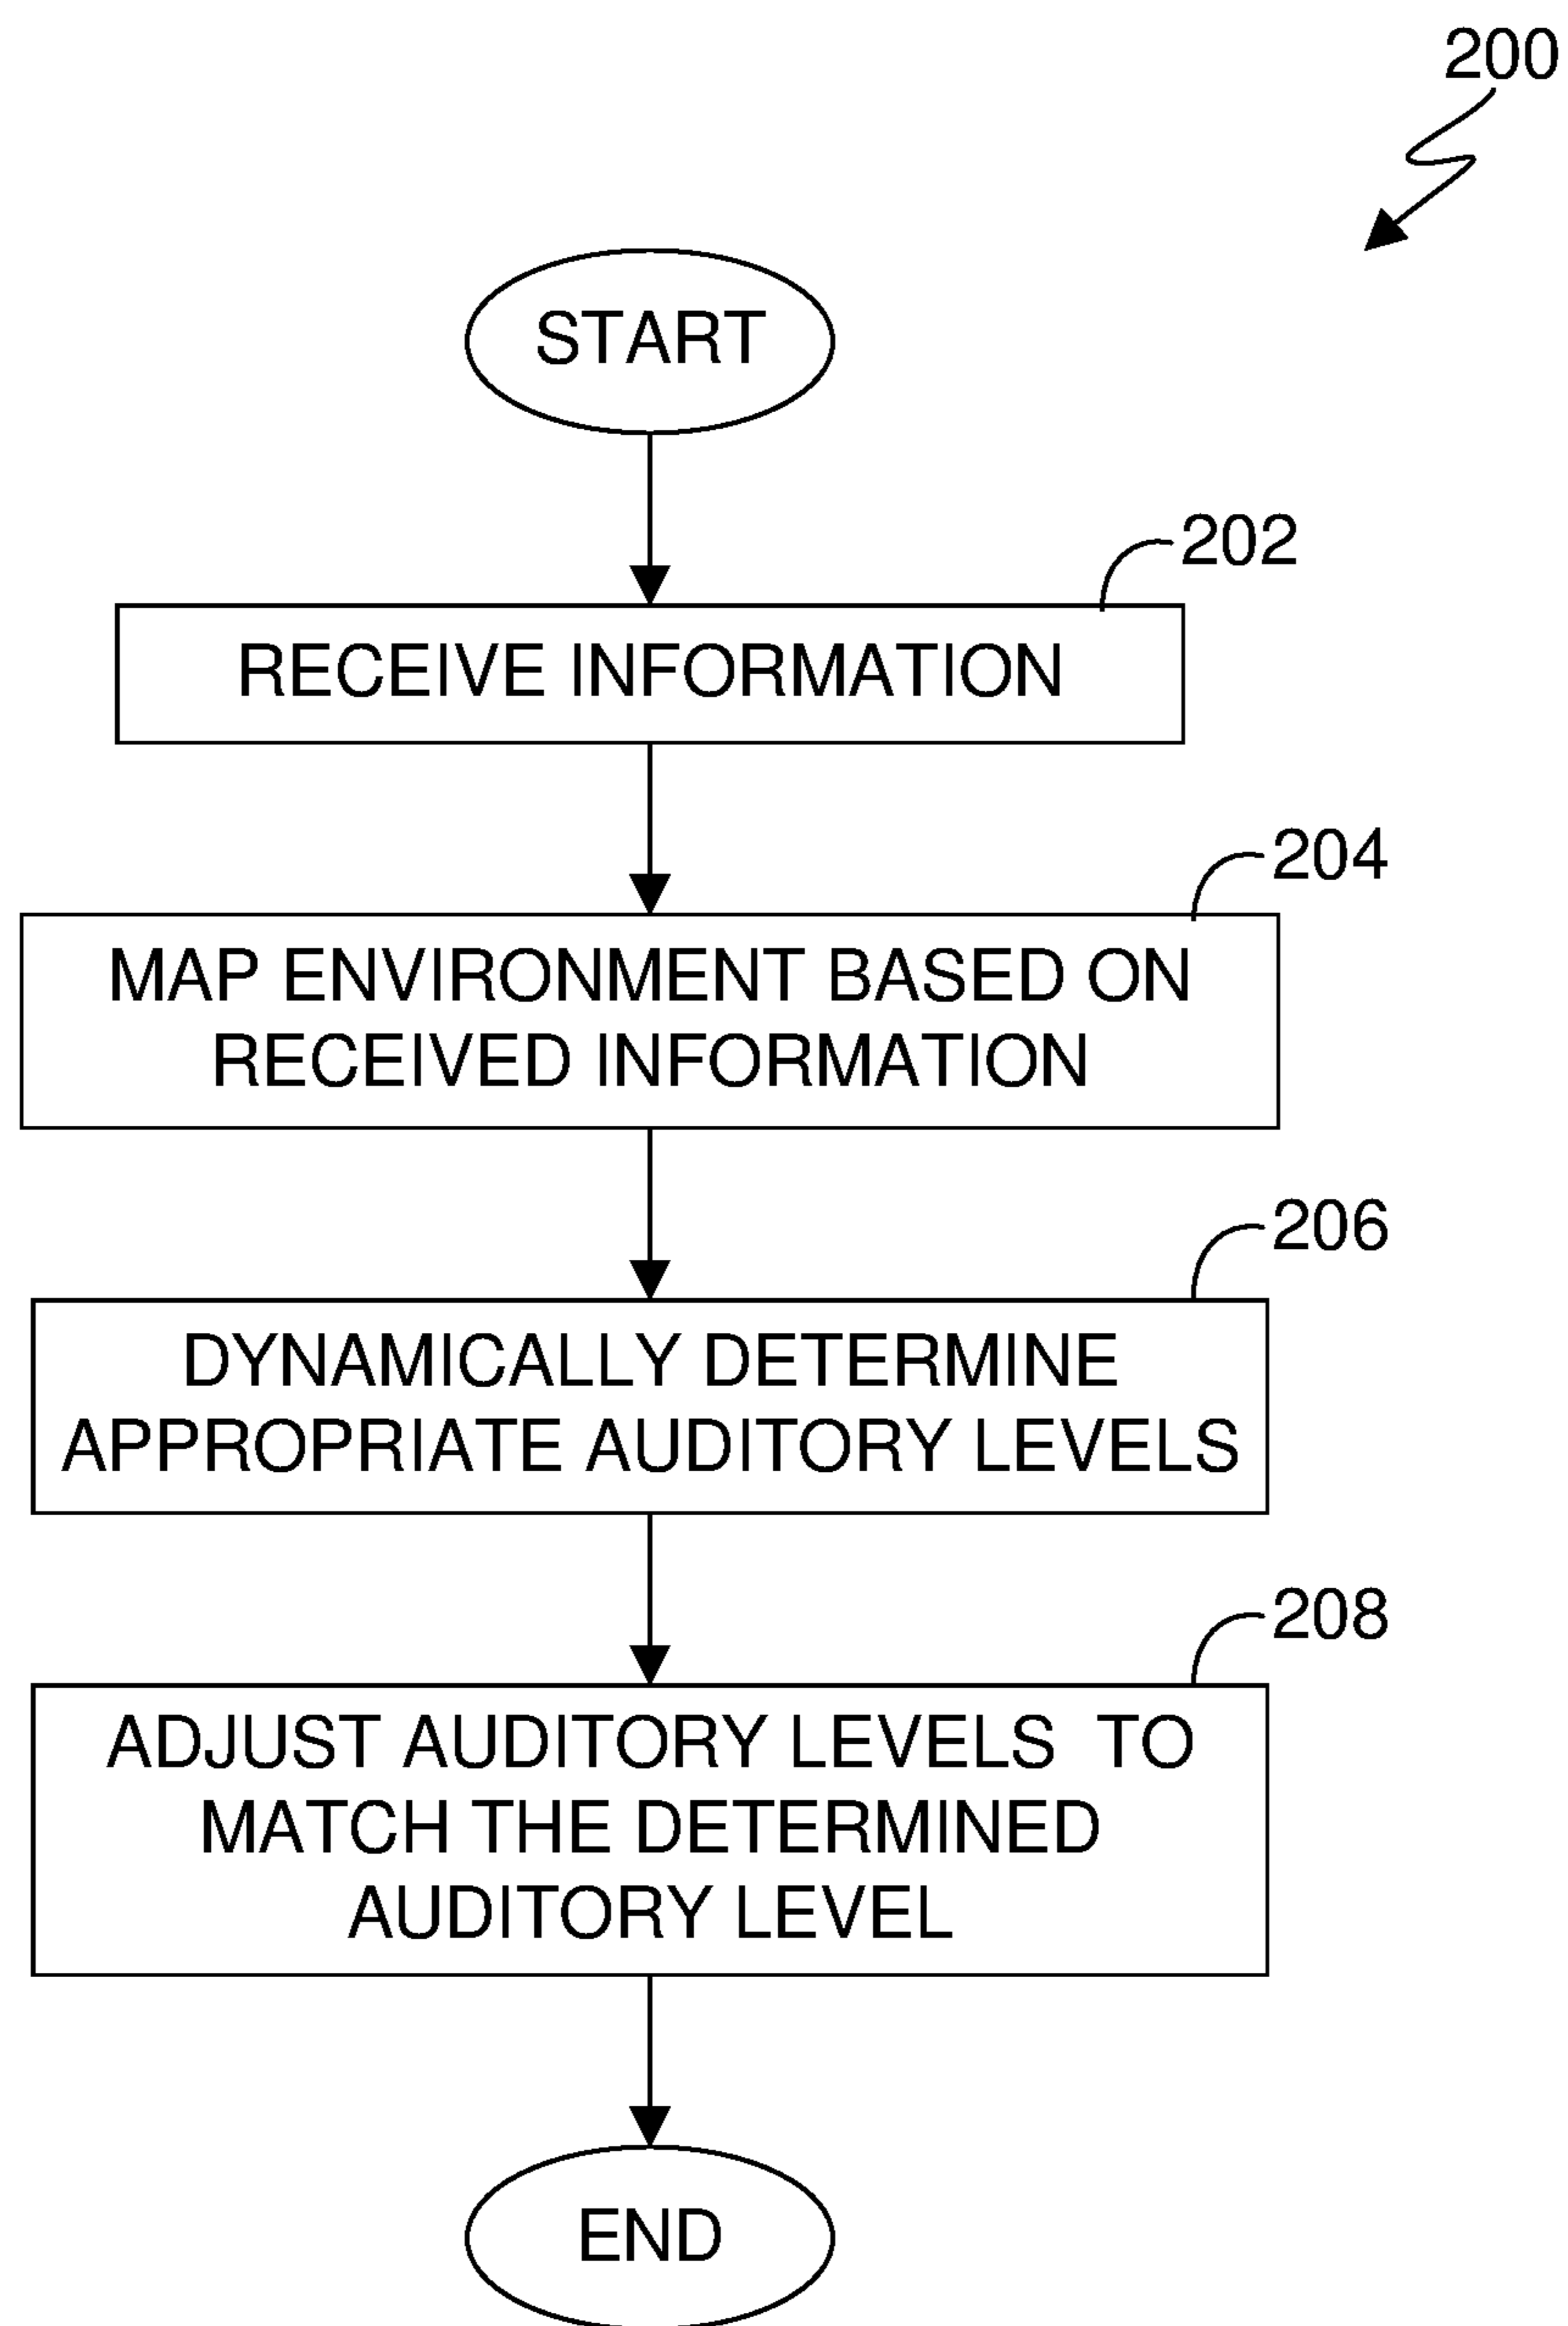 200
START
202
RECEIVE INFORMATION
204
MAP ENVIRONMENT BASED ON
RECEIVED INFORMATION
206
DYNAMICALLY DETERMINE
APPROPRIATE AUDITORY LEVELS
208
ADJUST AUDITORY LEVELS TO
MATCH THE DETERMINED
AUDITORY LEVEL
END